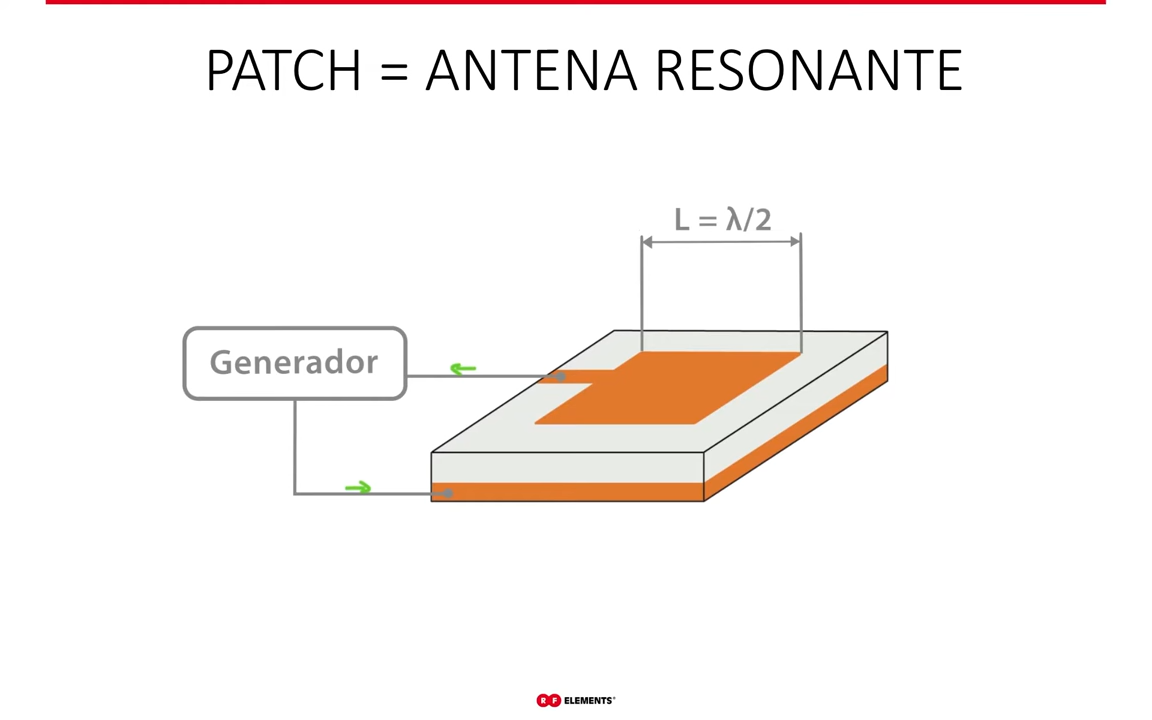 PATCH = ANTENA RESONANTE
L = λ/2
Generador
RF ELEMENTS®